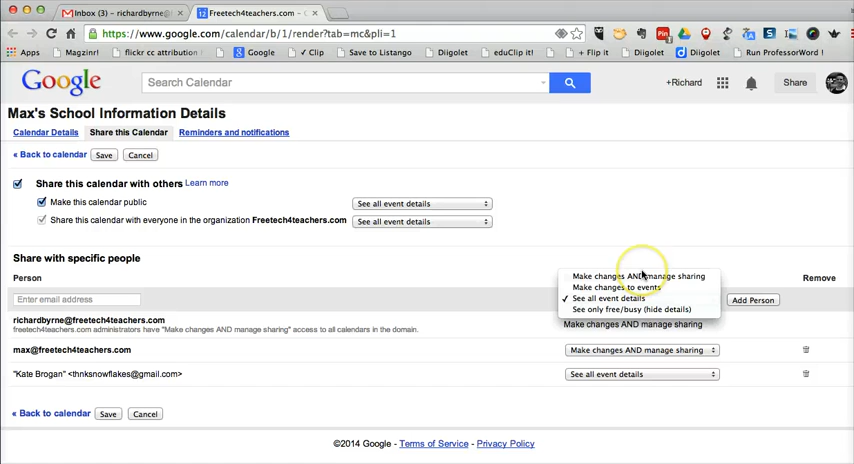 Inbox (3) – richardbyrne@f
Freetech4teachers.com – C
https://www.google.com/calendar/b/1/render?tab=mc&pli=1
Apps Magzinr! flickr cc attribution Google ✓ Clip Save to Listango Diigolet eduClip it! + Flip it Diigolet Diigolet Run ProfessorWord !
Google Search Calendar +Richard Share
Max's School Information Details
Calendar Details Share this Calendar Reminders and notifications
« Back to calendar Save Cancel
Share this calendar with others Learn more
Make this calendar public See all event details
Share this calendar with everyone in the organization Freetech4teachers.com See all event details
Share with specific people
Person Remove
Make changes AND manage sharing
Make changes to events
Enter email address ✓ See all event details Add Person
See only free/busy (hide details)
richardbyrne@freetech4teachers.com
Make changes AND manage sharing
freetech4teachers.com administrators have "Make changes AND manage sharing" access to all calendars in the domain.
max@freetech4teachers.com Make changes AND manage sharing
"Kate Brogan" <thnksnowflakes@gmail.com> See all event details
« Back to calendar Save Cancel
©2014 Google - Terms of Service - Privacy Policy